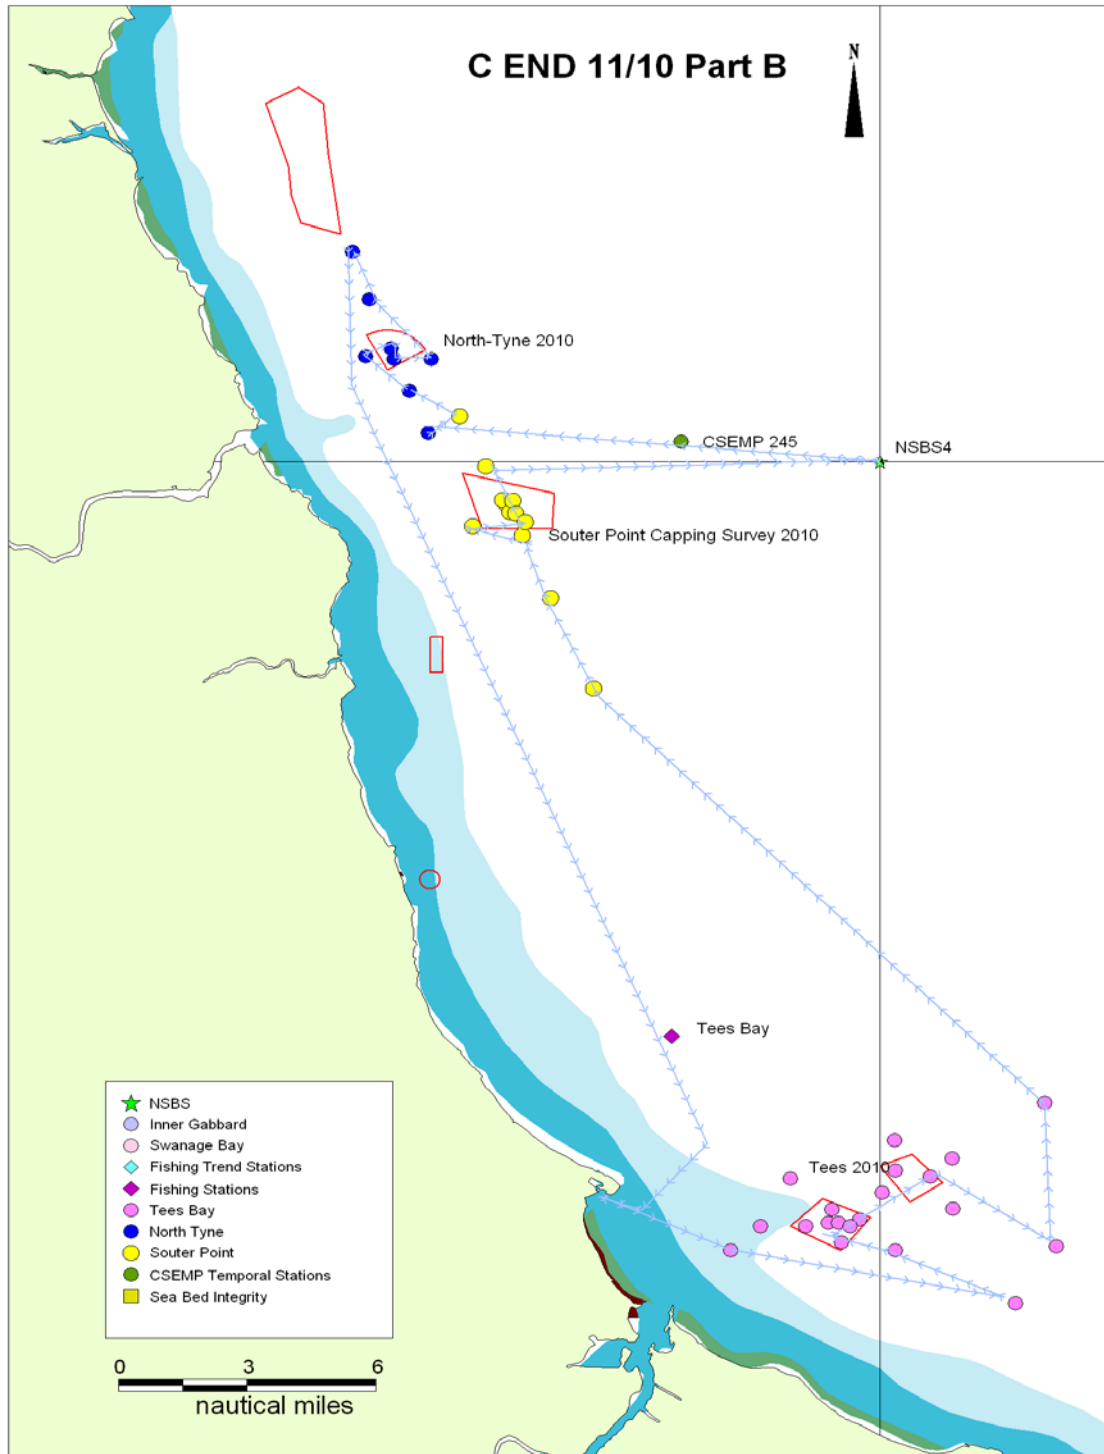 C END 11/10 Part B
N
North-Tyne 2010
CSEMP 245
NSBS4
Souter Point Capping Survey 2010
Tees Bay
Tees 2010
NSBS
Inner Gabbard
Swanage Bay
Fishing Trend Stations
Fishing Stations
Tees Bay
North Tyne
Souter Point
CSEMP Temporal Stations
Sea Bed Integrity
0 3 6
nautical miles